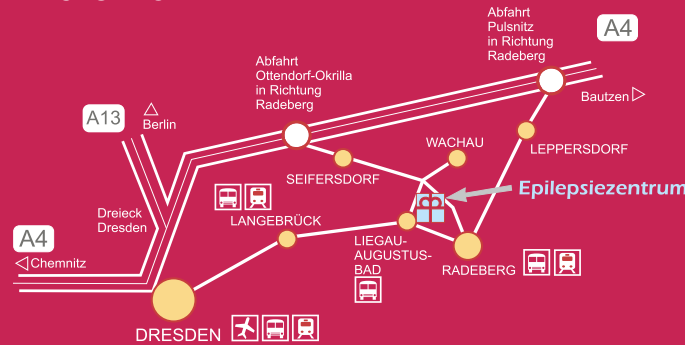 Abfahrt
Pulsnitz
in Richtung
Radeberg
A4
Abfahrt
Ottendorf-Okrilla
in Richtung
Radeberg
Bautzen
A13
Berlin
WACHAU
LEPPERSDORF
SEIFERSDORF
Epilepsiezentrum
Dreieck
Dresden
LANGEBRÜCK
A4
Chemnitz
LIEGAU-
AUGUSTUS-
BAD
RADEBERG
DRESDEN